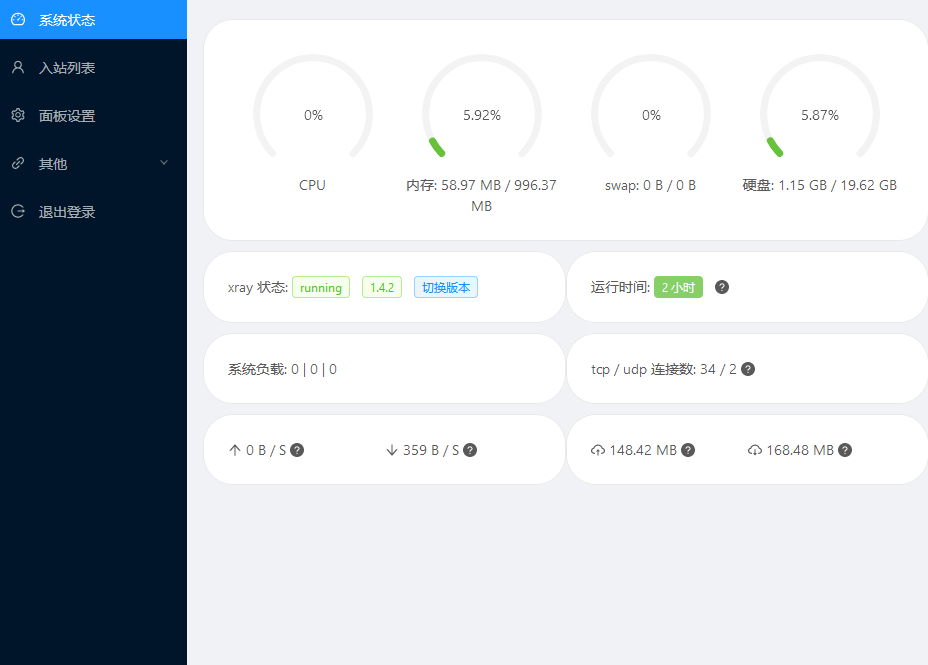 系统状态
入站列表
面板设置
其他
退出登录
0%
5.92%
0%
5.87%
CPU
内存: 58.97 MB / 996.37
MB
swap: 0 B / 0 B
硬盘: 1.15 GB / 19.62 GB
xray 状态: running 1.4.2 切换版本
运行时间: 2 小时 ?
系统负载: 0 | 0 | 0
tcp / udp 连接数: 34 / 2 ?
↑ 0 B / S ?
↓ 359 B / S ?
148.42 MB ?
168.48 MB ?